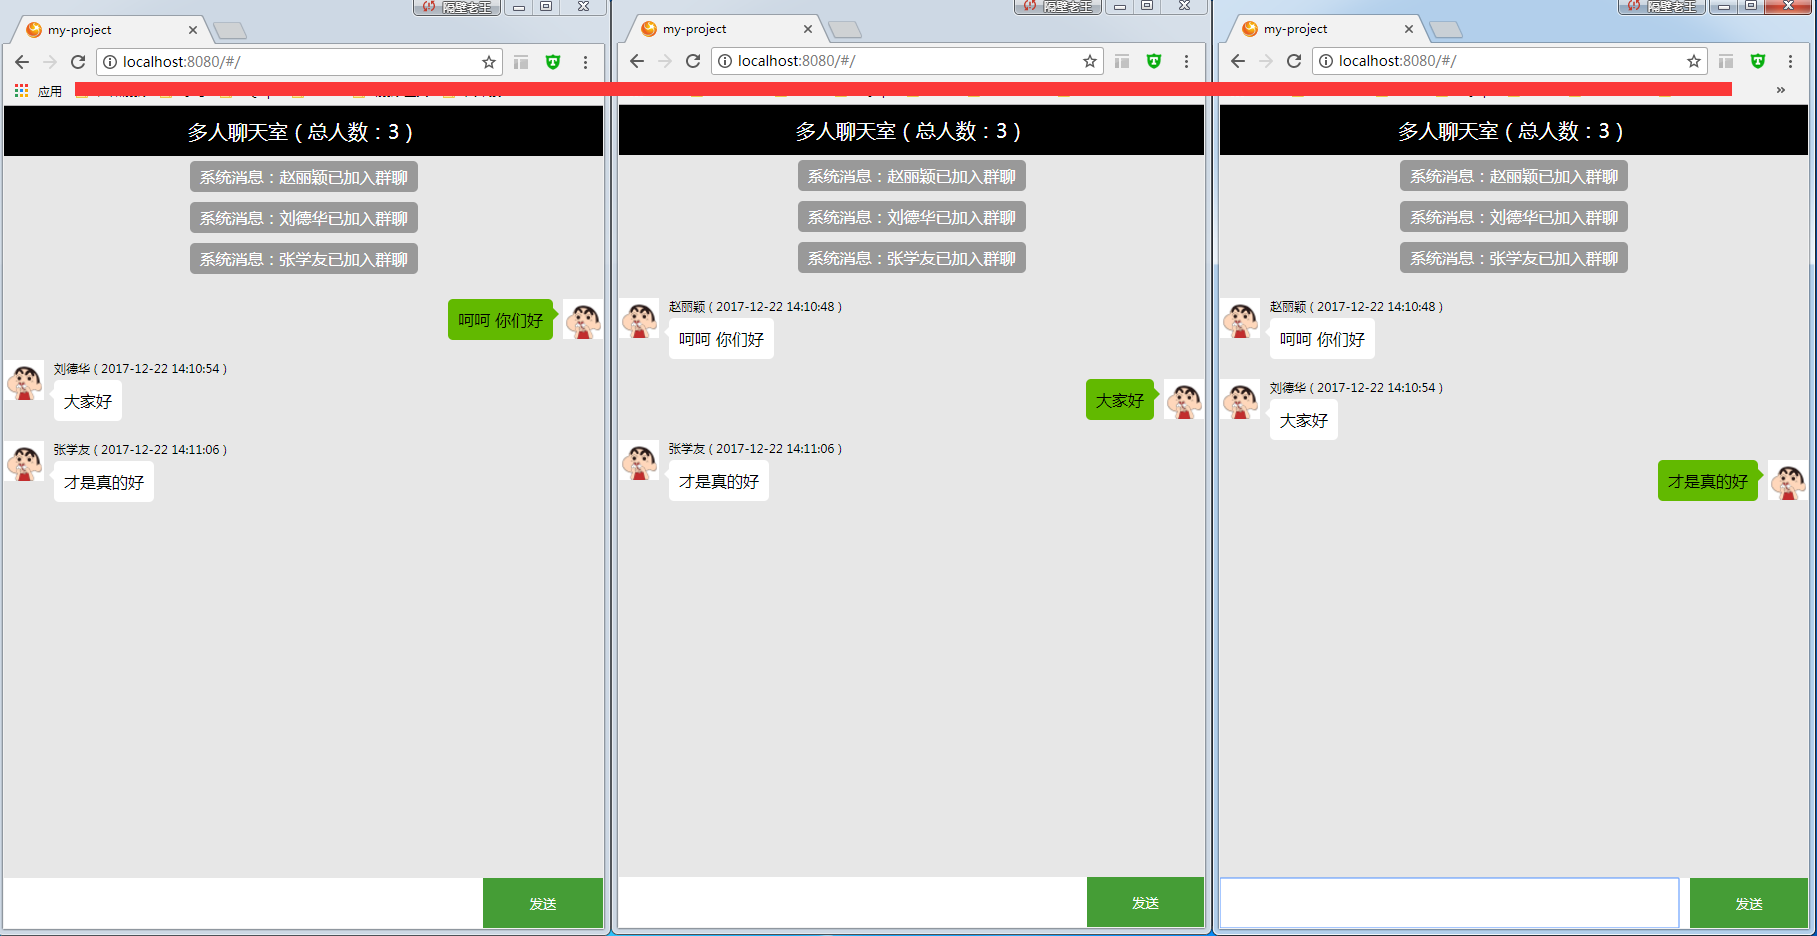 隔壁老王
my-project
localhost:8080/#/
应用
多人聊天室 ( 总人数：3 )
系统消息：赵丽颖已加入群聊
系统消息：刘德华已加入群聊
系统消息：张学友已加入群聊
呵呵 你们好
刘德华 ( 2017-12-22 14:10:54 )
大家好
张学友 ( 2017-12-22 14:11:06 )
才是真的好
发送
隔壁老王
my-project
localhost:8080/#/
多人聊天室 ( 总人数：3 )
系统消息：赵丽颖已加入群聊
系统消息：刘德华已加入群聊
系统消息：张学友已加入群聊
赵丽颖 ( 2017-12-22 14:10:48 )
呵呵 你们好
大家好
张学友 ( 2017-12-22 14:11:06 )
才是真的好
发送
隔壁老王
my-project
localhost:8080/#/
»
多人聊天室 ( 总人数：3 )
系统消息：赵丽颖已加入群聊
系统消息：刘德华已加入群聊
系统消息：张学友已加入群聊
赵丽颖 ( 2017-12-22 14:10:48 )
呵呵 你们好
刘德华 ( 2017-12-22 14:10:54 )
大家好
才是真的好
发送